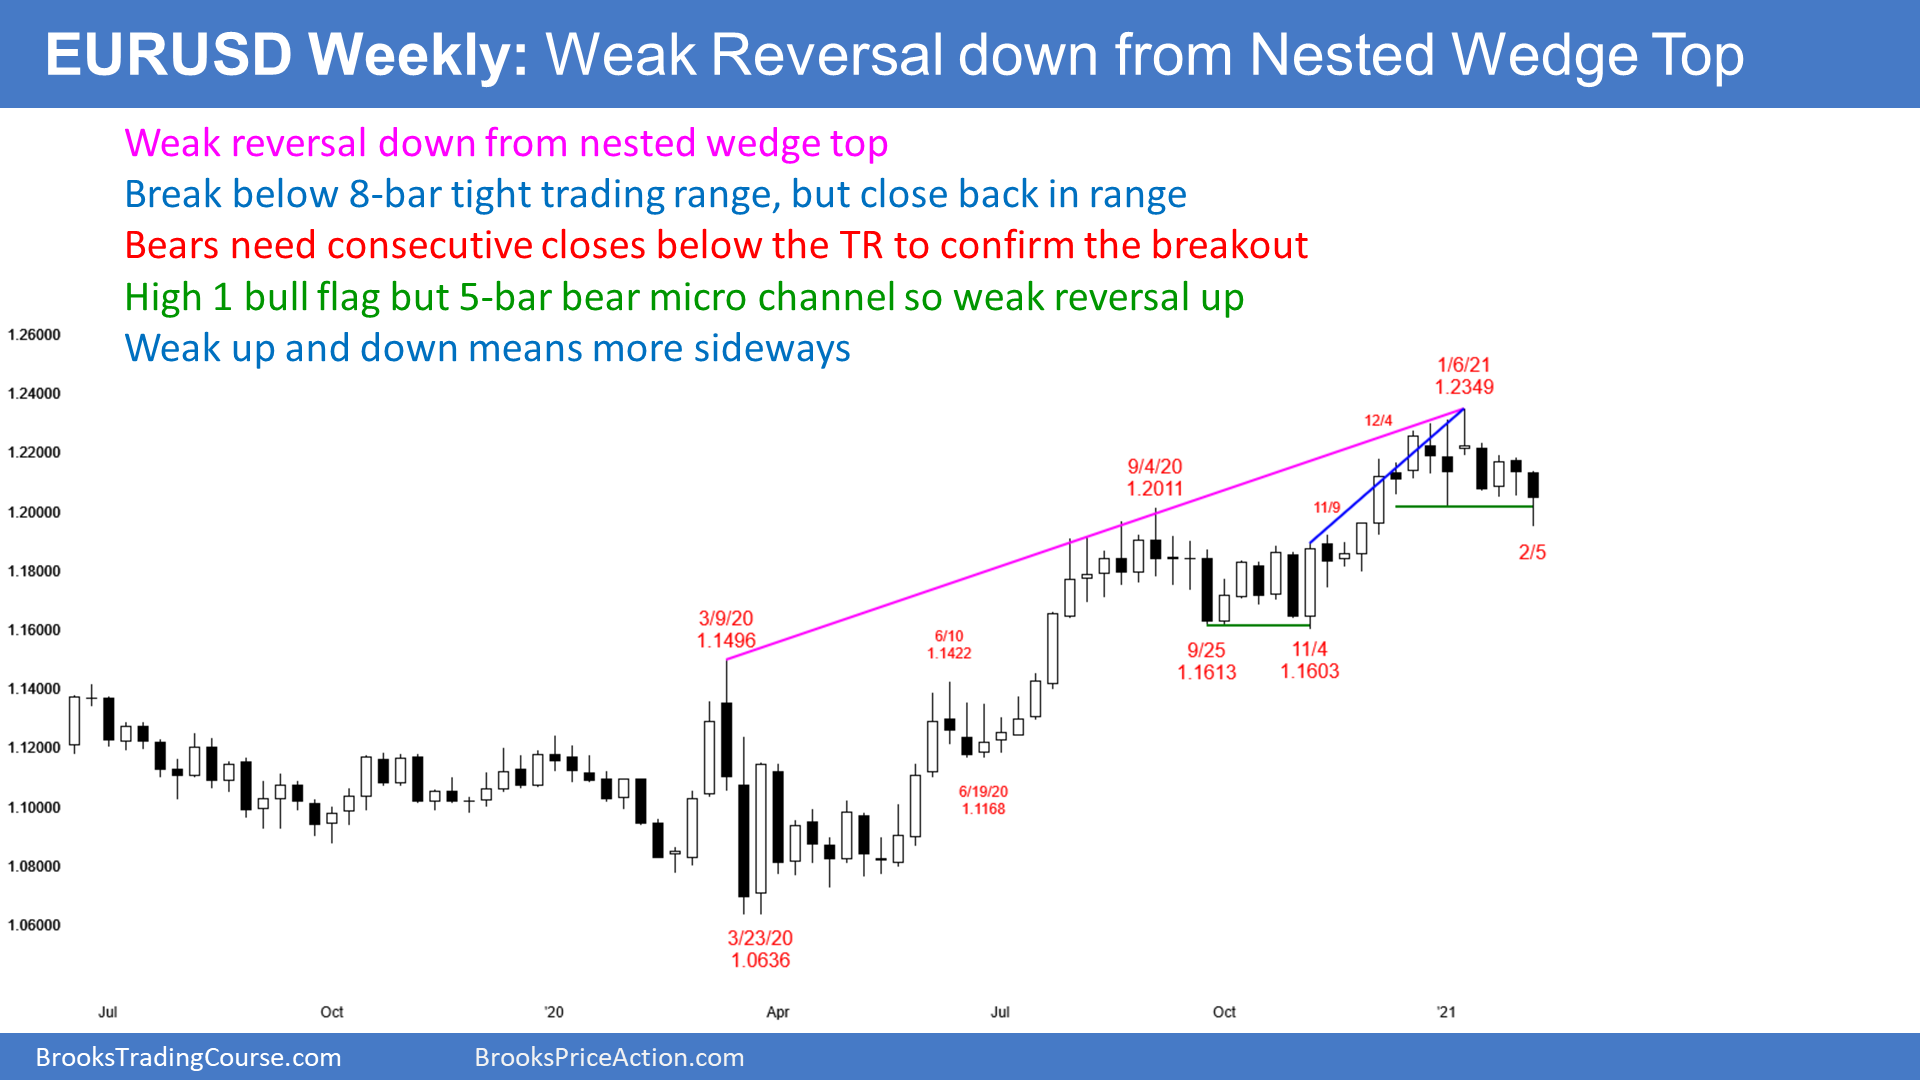 EURUSD Weekly: Weak Reversal down from Nested Wedge Top
Weak reversal down from nested wedge top
Break below 8-bar tight trading range, but close back in range
Bears need consecutive closes below the TR to confirm the breakout
High 1 bull flag but 5-bar bear micro channel so weak reversal up
Weak up and down means more sideways
1.26000
1.24000
1.22000
1.20000
1.18000
1.16000
1.14000
1.12000
1.10000
1.08000
1.06000
3/9/20
1.1496
3/23/20
1.0636
6/10
1.1422
6/19/20
1.1168
9/4/20
1.2011
9/25
1.1613
11/4
1.1603
11/9
12/4
1/6/21
1.2349
2/5
Jul
Oct
'20
Apr
Jul
Oct
'21
BrooksTradingCourse.com
BrooksPriceAction.com